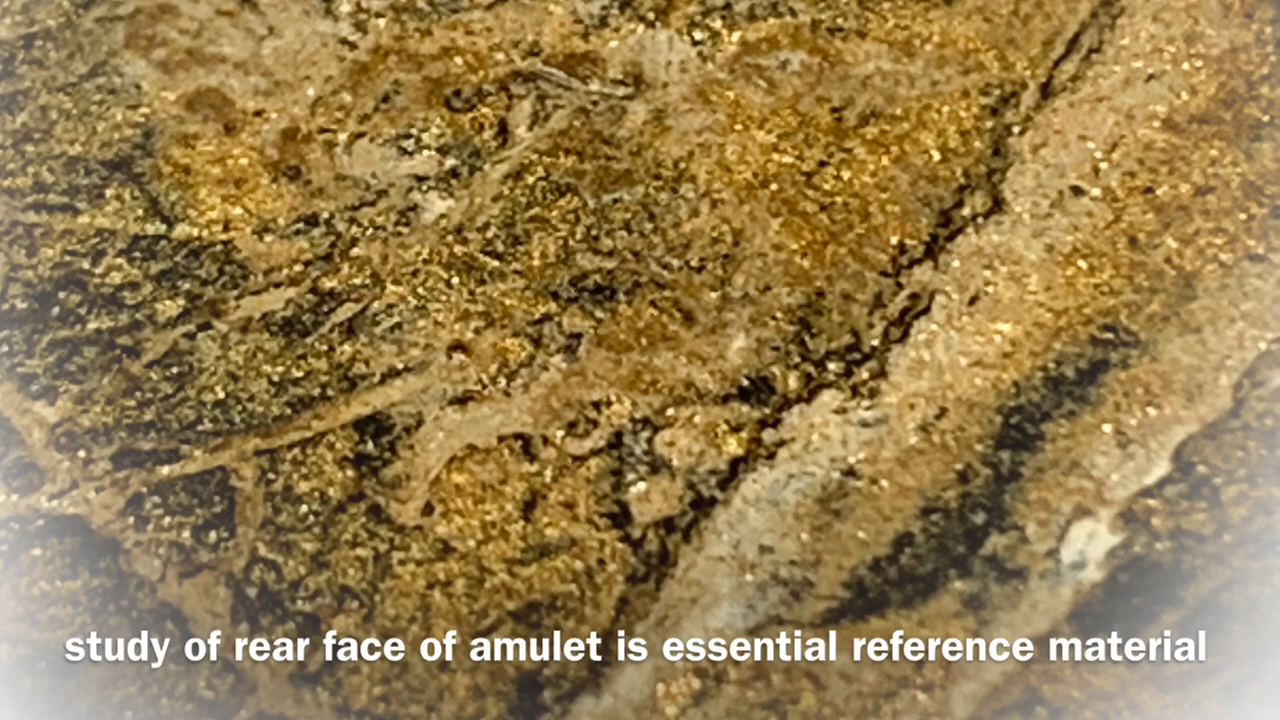 study of rear face of amulet is essential reference material